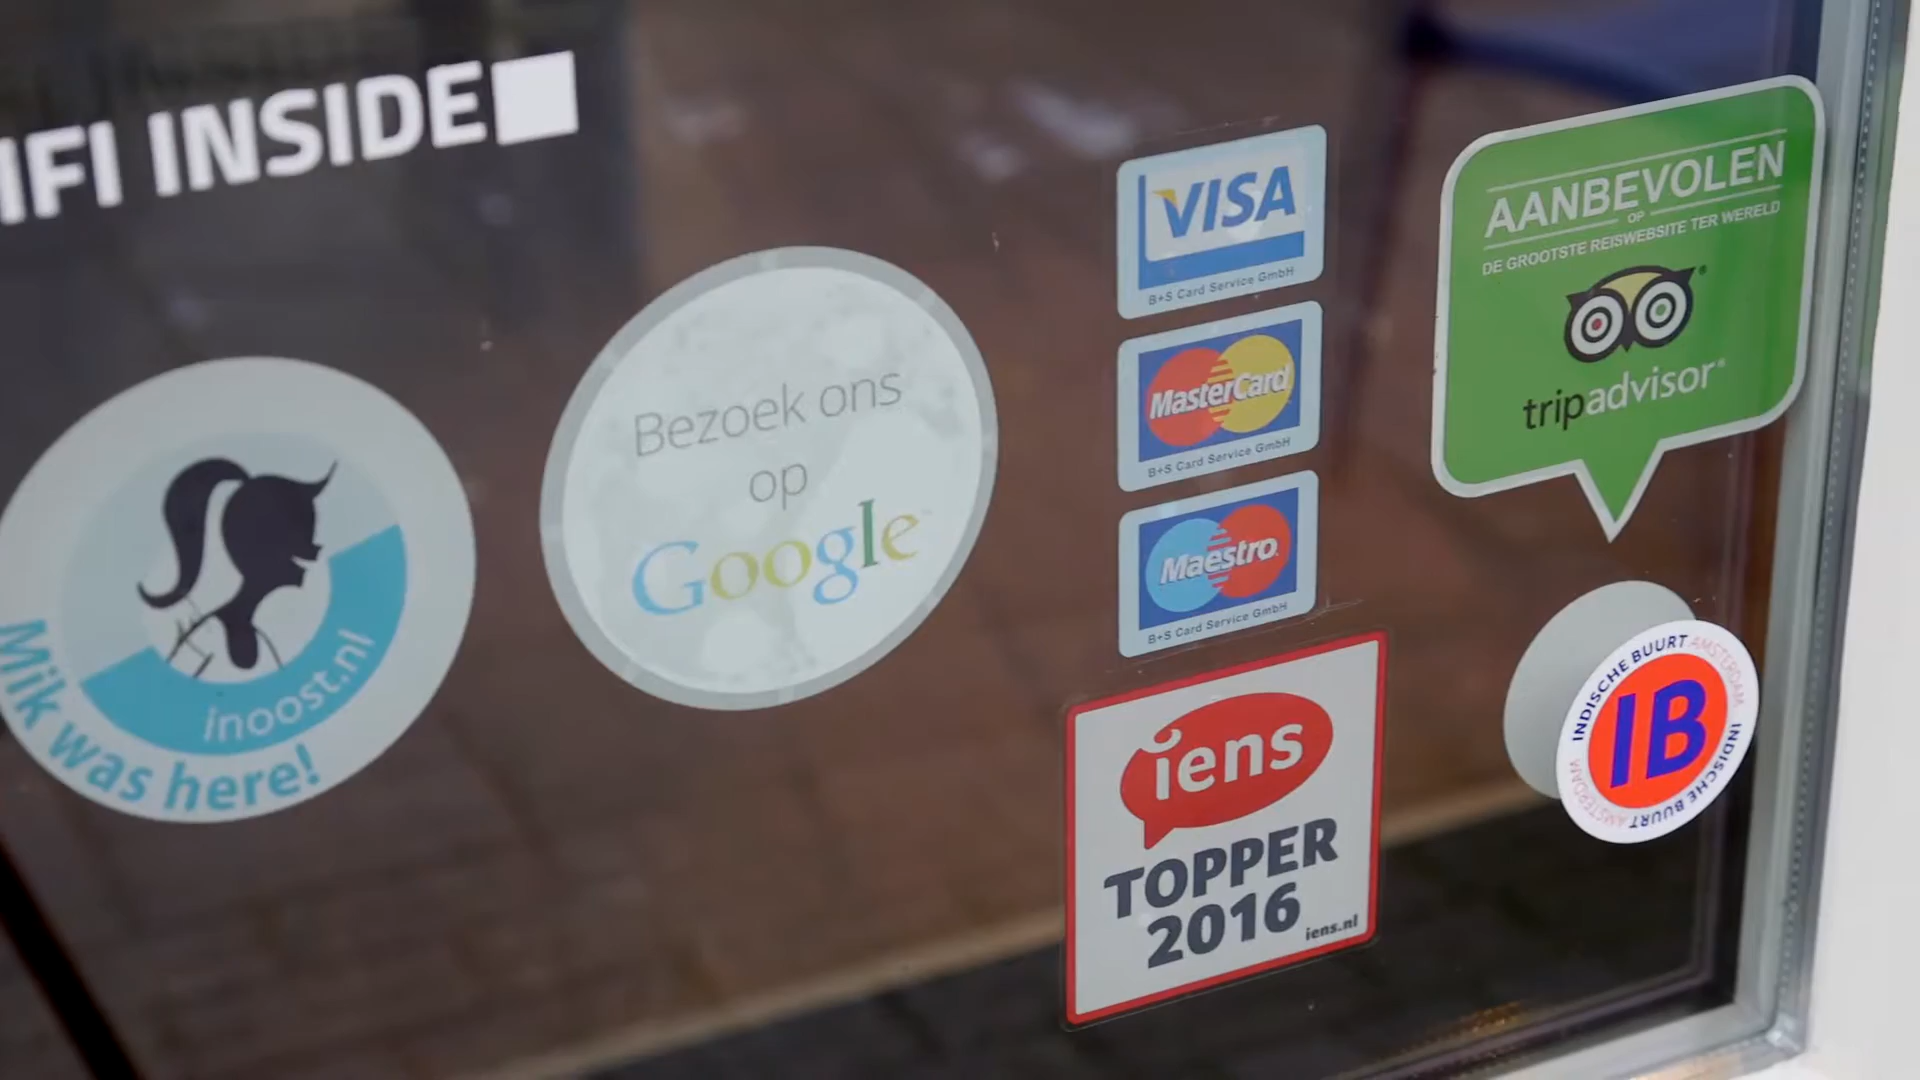 IFI INSIDE
Mik was here!
inoost.nl
Bezoek ons
op
Google
VISA
B+S Card Service GmbH
MasterCard
B+S Card Service GmbH
Maestro
B+S Card Service GmbH
iens
TOPPER
2016
iens.nl
AANBEVOLEN
OP
DE GROOTSTE REISWEBSITE TER WERELD
tripadvisor®
INDISCHE BUURT AMSTERDAM INDISCHE BUURT AMSTERDAM
IB